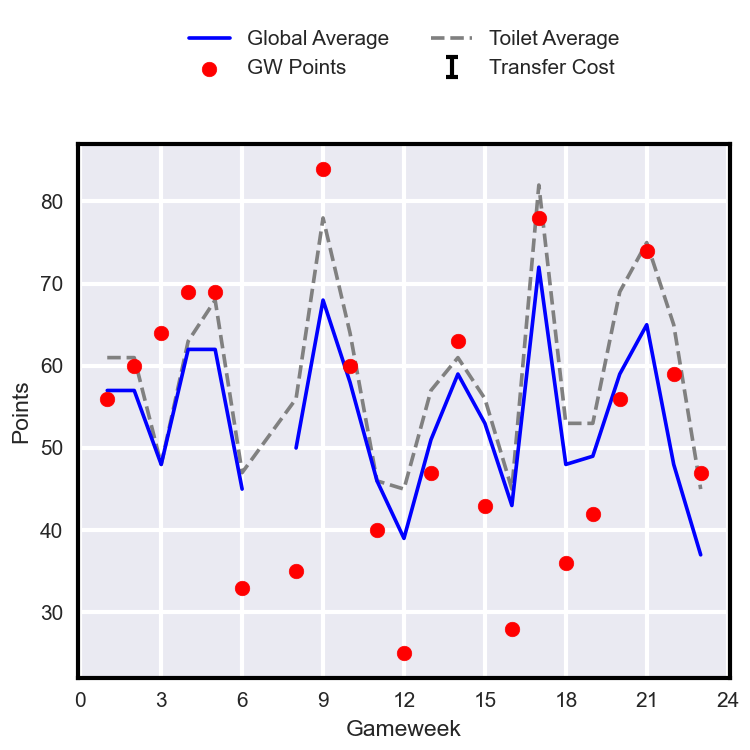 Global Average
GW Points
Toilet Average
Transfer Cost
80
70
60
50
40
30
Points
0 3 6 9 12 15 18 21 24
Gameweek